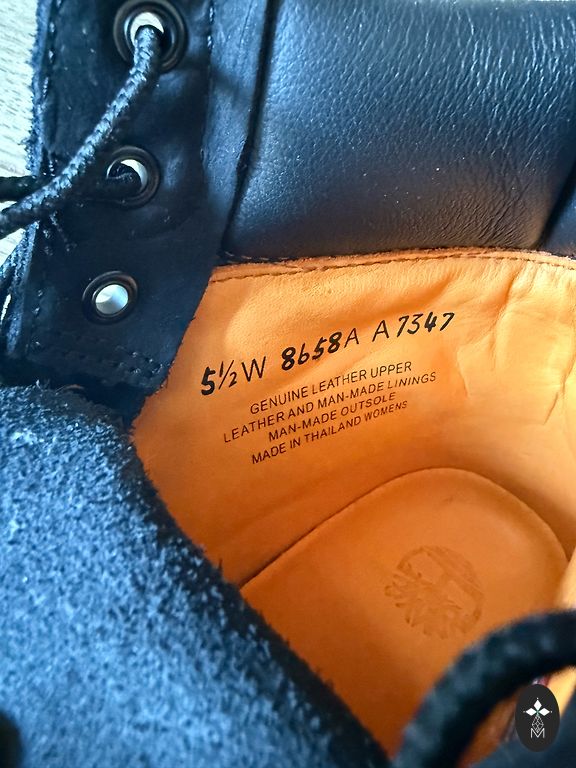 5½W 8658A A7347
GENUINE LEATHER UPPER
LEATHER AND MAN-MADE LININGS
MAN-MADE OUTSOLE
MADE IN THAILAND WOMENS
M